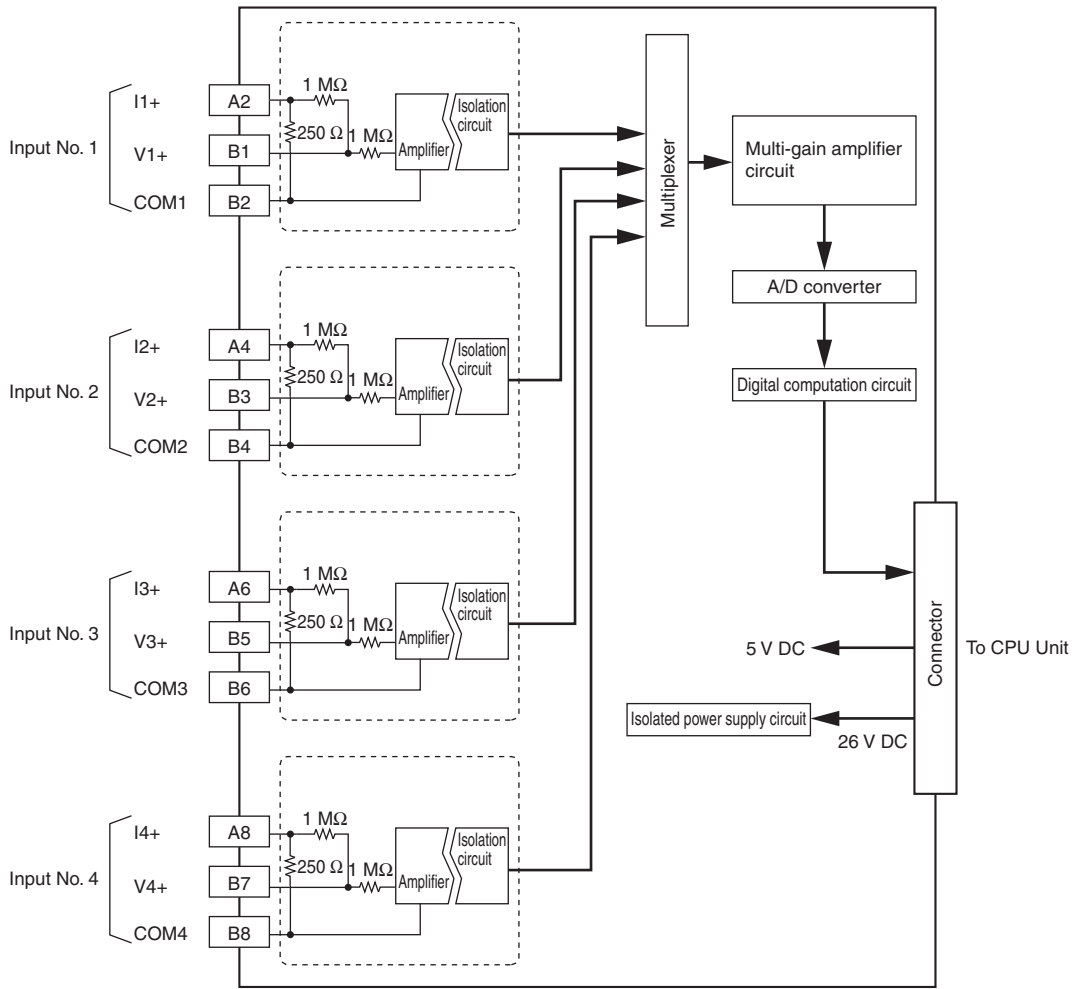 Input No. 1
I1+
V1+
COM1
A2
B1
B2
1 MΩ
250 Ω
1 MΩ
Amplifier
Isolation
circuit
Input No. 2
I2+
V2+
COM2
A4
B3
B4
1 MΩ
250 Ω
1 MΩ
Amplifier
Isolation
circuit
Input No. 3
I3+
V3+
COM3
A6
B5
B6
1 MΩ
250 Ω
1 MΩ
Amplifier
Isolation
circuit
Input No. 4
I4+
V4+
COM4
A8
B7
B8
1 MΩ
250 Ω
1 MΩ
Amplifier
Isolation
circuit
Multiplexer
Multi-gain amplifier
circuit
A/D converter
Digital computation circuit
Connector
To CPU Unit
5 V DC
Isolated power supply circuit
26 V DC